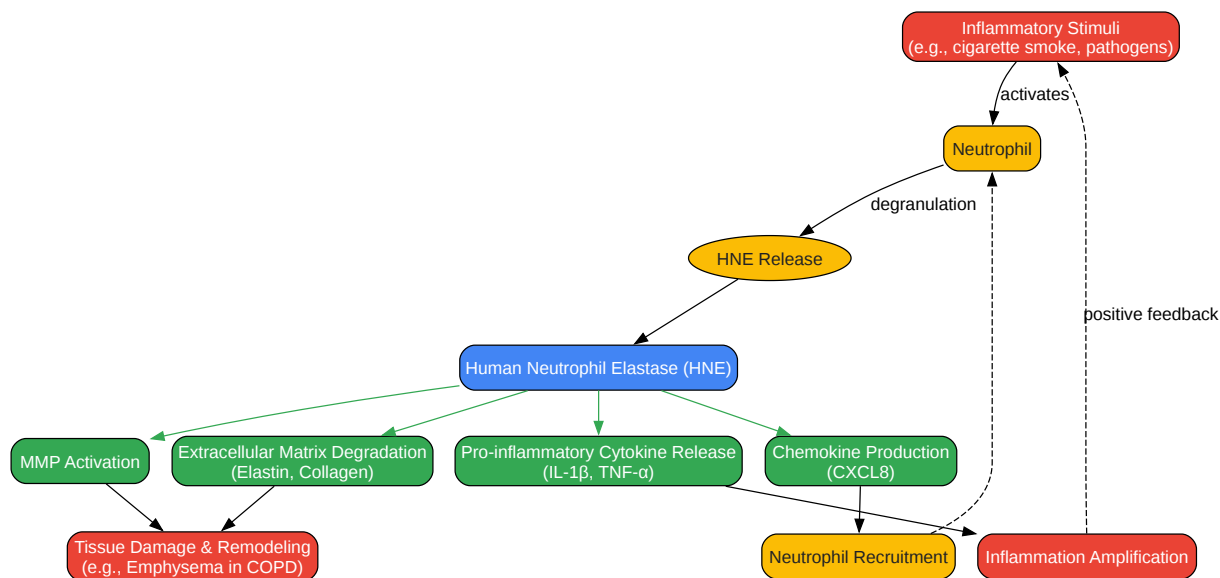 Inflammatory Stimuli
(e.g., cigarette smoke, pathogens)
activates
Neutrophil
degranulation
HNE Release
positive feedback
Human Neutrophil Elastase (HNE)
MMP Activation
Extracellular Matrix Degradation
(Elastin, Collagen)
Pro-inflammatory Cytokine Release
(IL-1β, TNF-α)
Chemokine Production
(CXCL8)
Tissue Damage & Remodeling
(e.g., Emphysema in COPD)
Neutrophil Recruitment
Inflammation Amplification